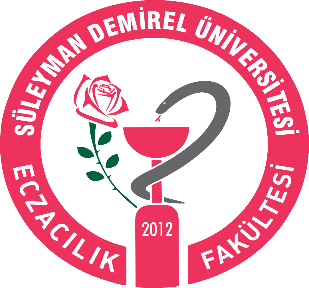 SÜLEYMAN DEMİREL ÜNİVERSİTESİ
ECZACILIK FAKÜLTESİ
2012